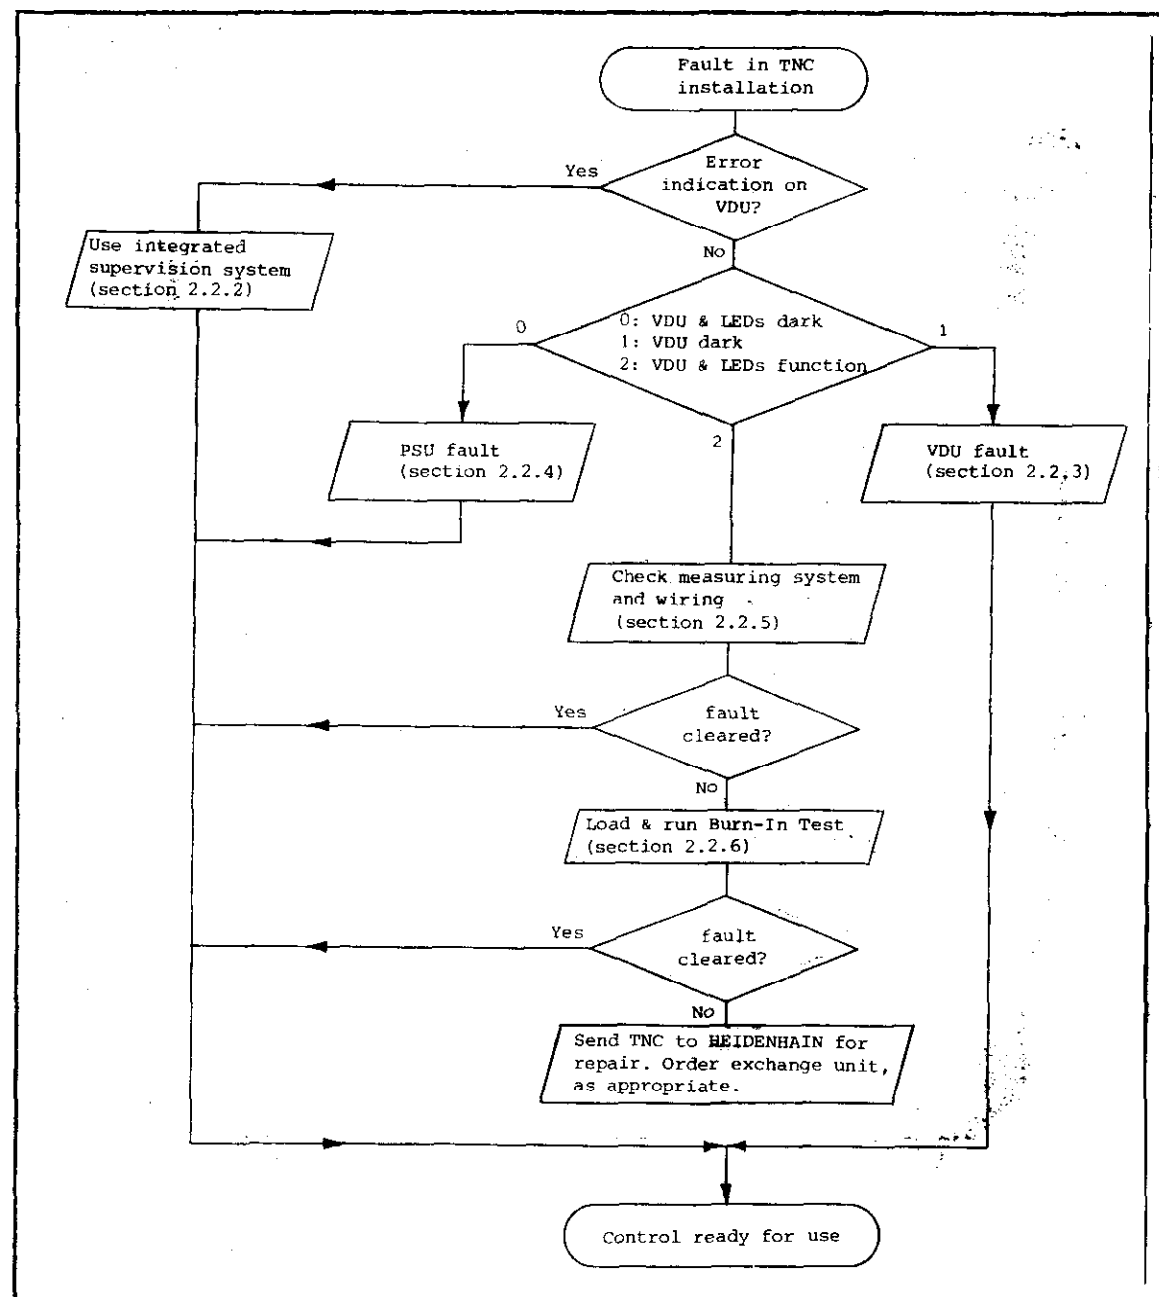 Fault in TNC
installation
Error
indication on
VDU?
Yes
No
Use integrated
supervision system
(section 2.2.2)
0
0: VDU & LEDs dark
1: VDU dark
2: VDU & LEDs function
1
2
PSU fault
(section 2.2.4)
VDU fault
(section 2.2.3)
Check measuring system
and wiring
(section 2.2.5)
Yes
fault
cleared?
No
Load & run Burn-In Test
(section 2.2.6)
Yes
fault
cleared?
No
Send TNC to HEIDENHAIN for
repair. Order exchange unit,
as appropriate.
Control ready for use